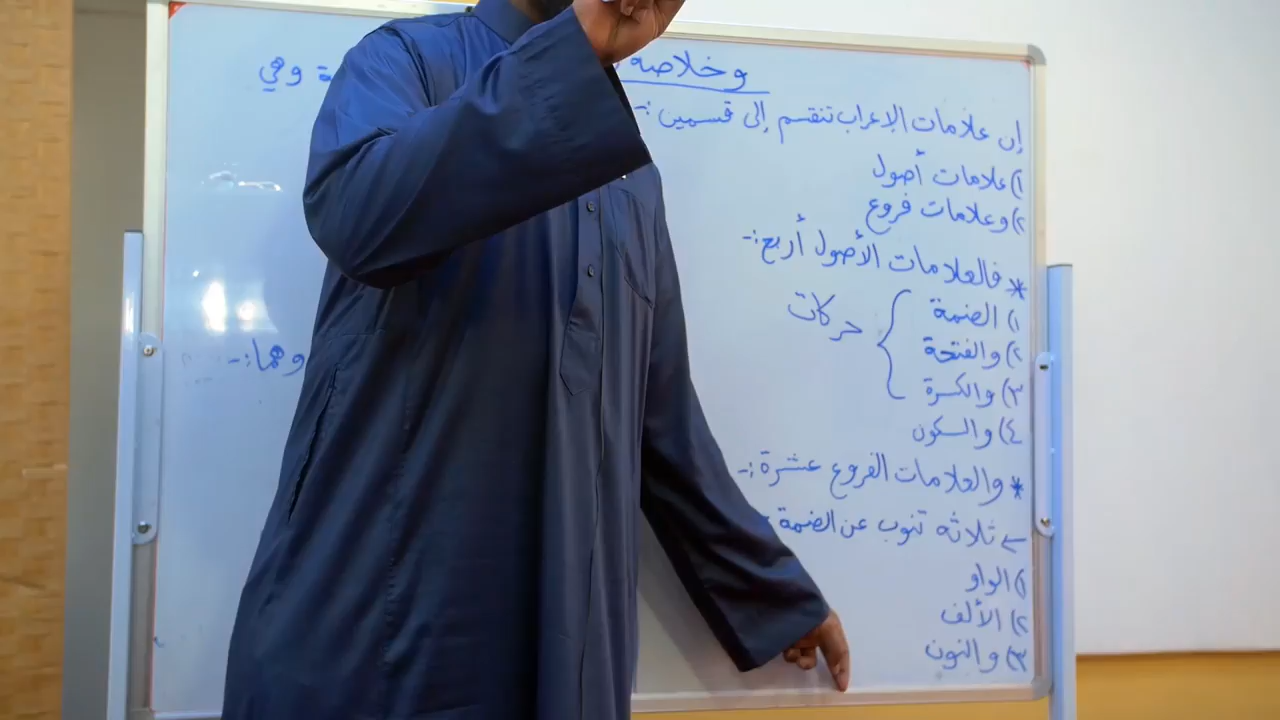 وخلاصه ة وهي
إن علامات الإعراب تنقسم إلى قسمين :-
١) علامات أصول
٢) وعلامات فروع
* فالعلامات الأصول أربع :-
١) الضمة
٢) والفتحة
٣) والكسرة
حركات
٤) والسكون
* والعلامات الفروع عشرة :-
ثلاثه تنوب عن الضمة
١) الواو
٢) الألف
٣) والنون
وهما :-